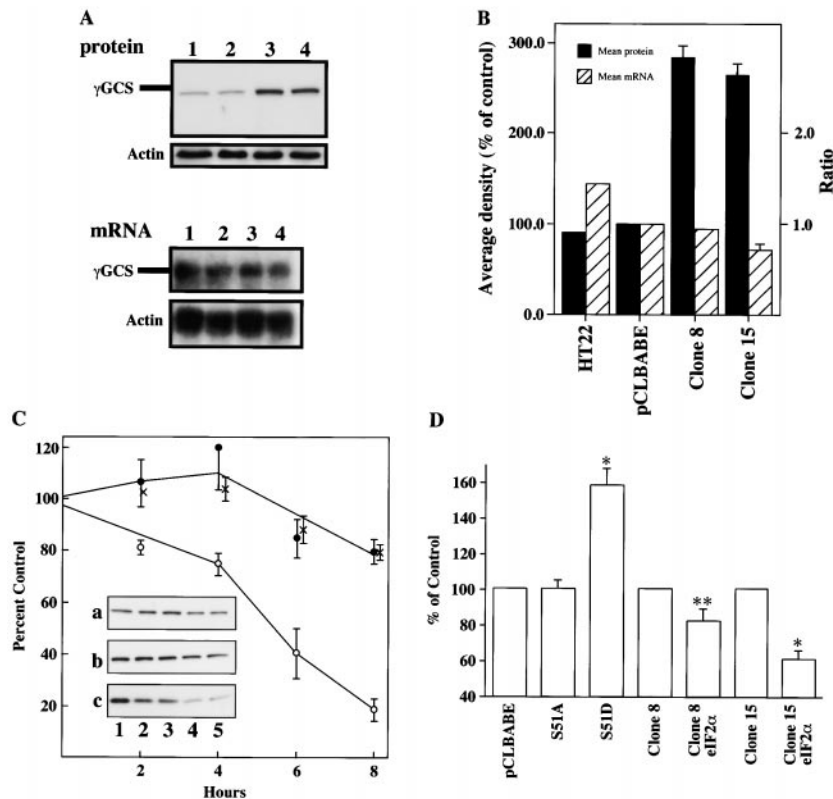 A
protein
1 2 3 4
γGCS
Actin
mRNA
1 2 3 4
γGCS
Actin
B
Average density (% of control)
300.0
200.0
100.0
0.0
Mean protein
Mean mRNA
2.0
1.0
Ratio
HT22
pCLBABE
Clone 8
Clone 15
C
Percent Control
120
100
80
60
40
20
a
b
c
1 2 3 4 5
2 4 6 8
Hours
D
% of Control
160
140
120
100
80
60
40
*
**
*
pCLBABE
S51A
S51D
Clone 8
Clone 8
eIF2α
Clone 15
Clone 15
eIF2α